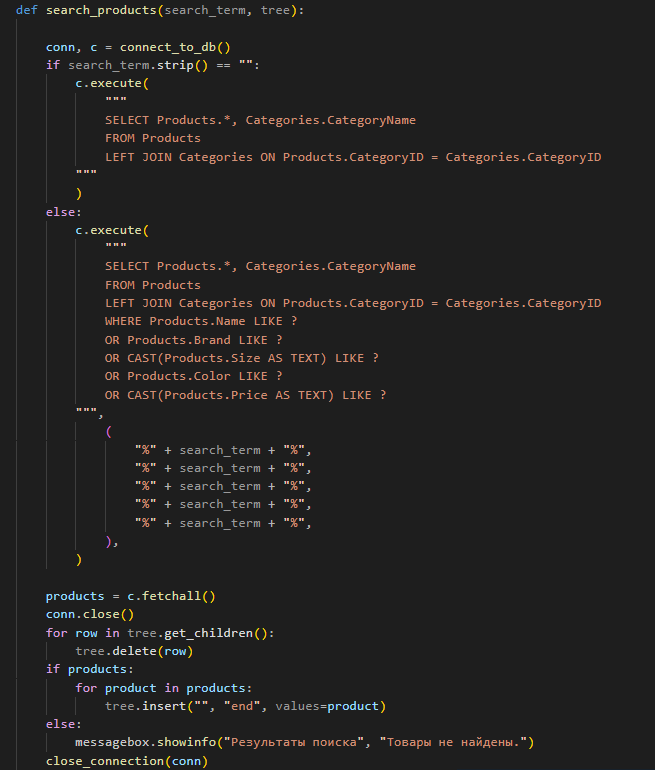 def search_products(search_term, tree):
conn, c = connect_to_db()
if search_term.strip() == "":
c.execute(
"""
SELECT Products.*, Categories.CategoryName
FROM Products
LEFT JOIN Categories ON Products.CategoryID = Categories.CategoryID
"""
)
else:
c.execute(
"""
SELECT Products.*, Categories.CategoryName
FROM Products
LEFT JOIN Categories ON Products.CategoryID = Categories.CategoryID
WHERE Products.Name LIKE ?
OR Products.Brand LIKE ?
OR CAST(Products.Size AS TEXT) LIKE ?
OR Products.Color LIKE ?
OR CAST(Products.Price AS TEXT) LIKE ?
""",
(
"%" + search_term + "%",
"%" + search_term + "%",
"%" + search_term + "%",
"%" + search_term + "%",
"%" + search_term + "%",
),
)
products = c.fetchall()
conn.close()
for row in tree.get_children():
tree.delete(row)
if products:
for product in products:
tree.insert("", "end", values=product)
else:
messagebox.showinfo("Результаты поиска", "Товары не найдены.")
close_connection(conn)